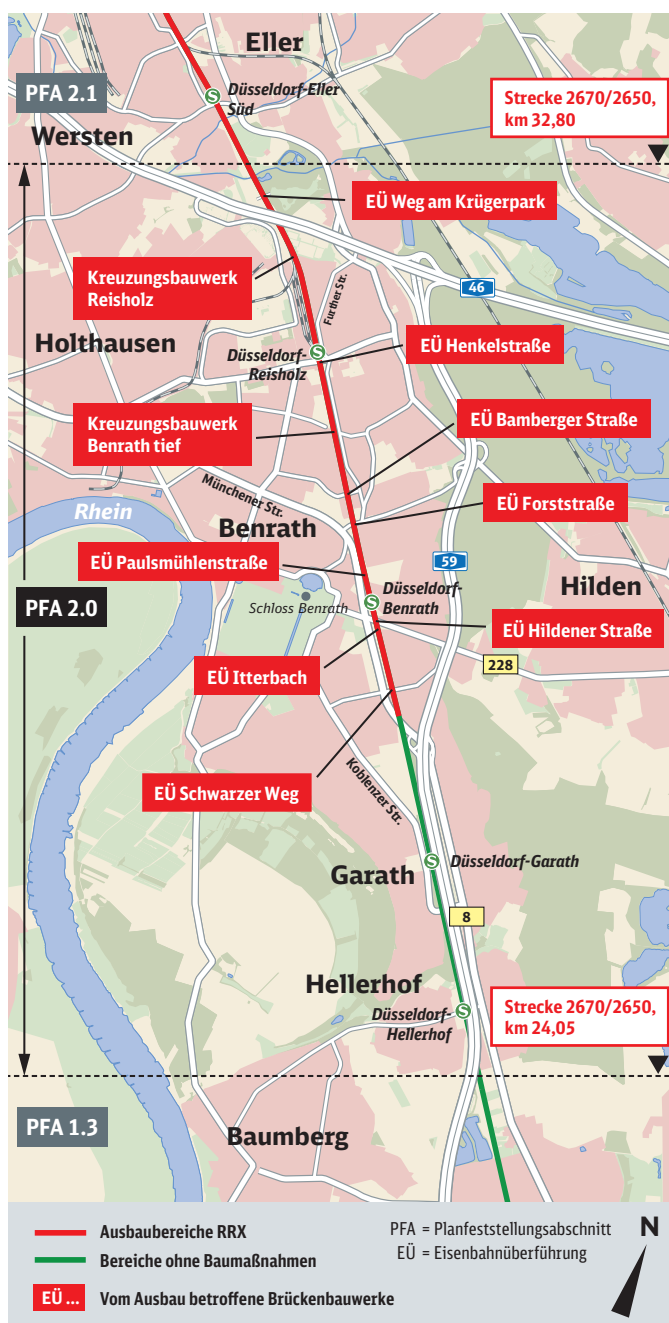 Eller
PFA 2.1
Düsseldorf-Eller
Süd
Strecke 2670/2650,
km 32,80
Wersten
EÜ Weg am Krügerpark
Kreuzungsbauwerk
Reisholz
46
Further Str.
Holthausen
Düsseldorf-
Reisholz
EÜ Henkelstraße
Kreuzungsbauwerk
Benrath tief
EÜ Bamberger Straße
Münchener Str.
Rhein
Benrath
EÜ Forststraße
EÜ Paulsmühlenstraße
59
Hilden
PFA 2.0
Schloss Benrath
Düsseldorf-
Benrath
EÜ Hildener Straße
228
EÜ Itterbach
EÜ Schwarzer Weg
Koblenzer Str.
Düsseldorf-Garath
Garath
8
Hellerhof
Düsseldorf-
Hellerhof
Strecke 2670/2650,
km 24,05
PFA 1.3
Baumberg
Ausbaubereiche RRX
Bereiche ohne Baumaßnahmen
EÜ ... Vom Ausbau betroffene Brückenbauwerke
PFA = Planfeststellungsabschnitt
EÜ = Eisenbahnüberführung
N
S
S
S
S
S